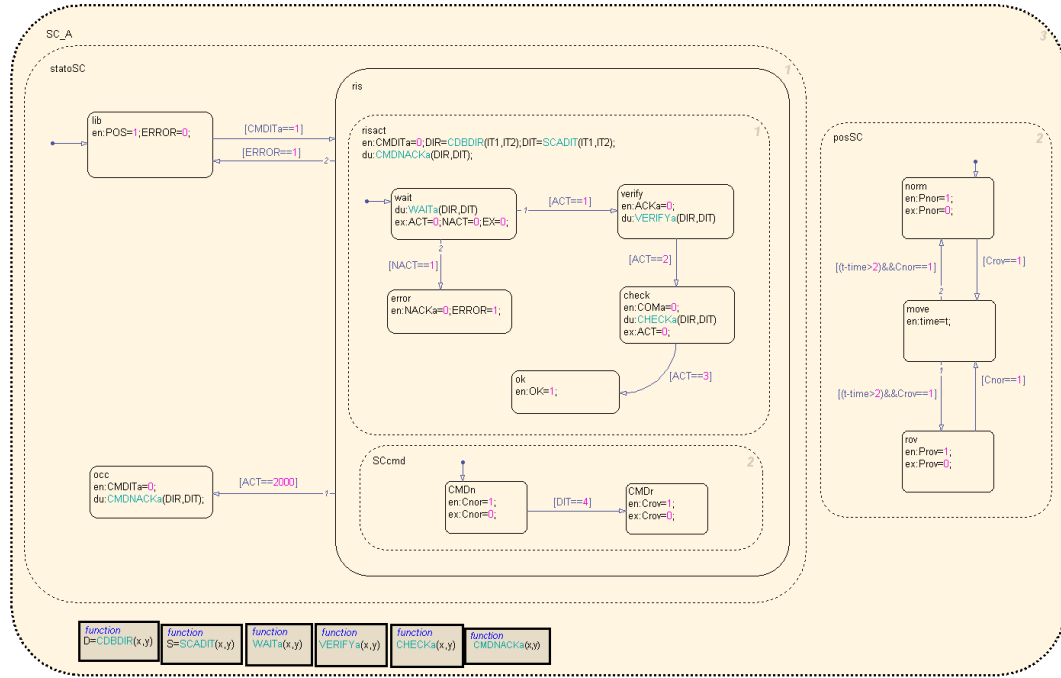 SC_A
3
statoSC
1
ris
lib
en:POS=1;ERROR=0;
[CMDITa==1]
[ERROR==1]
2
risact
1
en:CMDITa=0;DIR=CDBDIR(IT1,IT2);DIT=SCADIT(IT1,IT2);
du:CMDNACKa(DIR,DIT);
wait
du:WAITa(DIR,DIT)
ex:ACT=0;NACT=0;EX=0;
1
[ACT==1]
verify
en:ACKa=0;
du:VERIFYa(DIR,DIT)
2
[NACT==1]
[ACT==2]
error
en:NACKa=0;ERROR=1;
check
en:COMa=0;
du:CHECKa(DIR,DIT)
ex:ACT=0;
[ACT==3]
ok
en:OK=1;
SCcmd
2
CMDn
en:Cnor=1;
ex:Cnor=0;
[DIT==4]
CMDr
en:Crov=1;
ex:Crov=0;
occ
en:CMDITa=0;
du:CMDNACKa(DIR,DIT);
[ACT==2000]
1
posSC
2
norm
en:Pnor=1;
ex:Pnor=0;
[(t-time>2)&&Cnor==1]
[Crov==1]
2
move
en:time=t;
1
[(t-time>2)&&Crov==1]
[Cnor==1]
rov
en:Prov=1;
ex:Prov=0;
function
D=CDBDIR(x,y)
function
S=SCADIT(x,y)
function
WAITa(x,y)
function
VERIFYa(x,y)
function
CHECKa(x,y)
function
CMDNACKa(x,y)